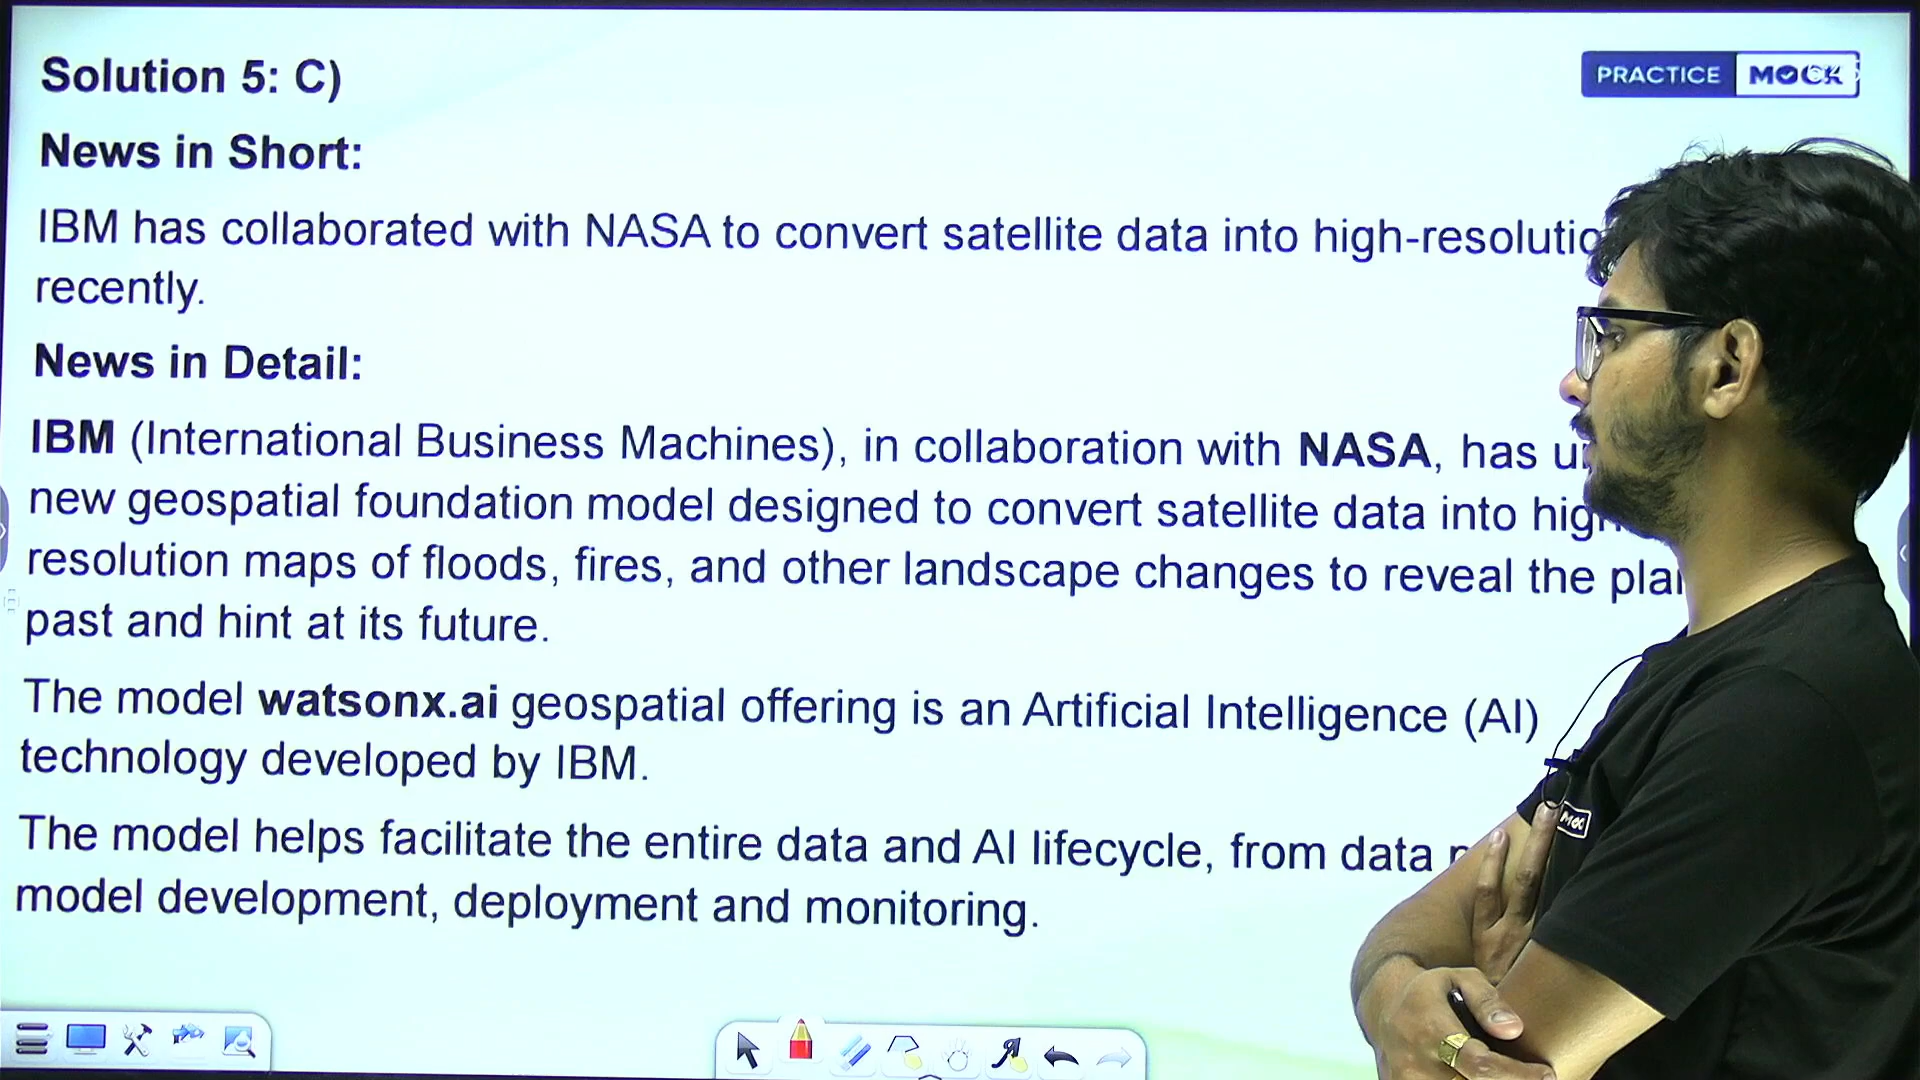 Solution 5: C)
PRACTICE MOCK
News in Short:
IBM has collaborated with NASA to convert satellite data into
recently.
News in Detail:
IBM (International Business Machines), in collaboration with NASA, has
new geospatial foundation model designed to convert satellite data into
resolution maps of floods, fires, and other landscape changes to reveal the
past and hint at its future.
The model watsonx.ai geospatial offering is an Artificial Intelligence (AI)
technology developed by IBM.
The model helps facilitate the entire data and AI lifecycle, from data
model development, deployment and monitoring.